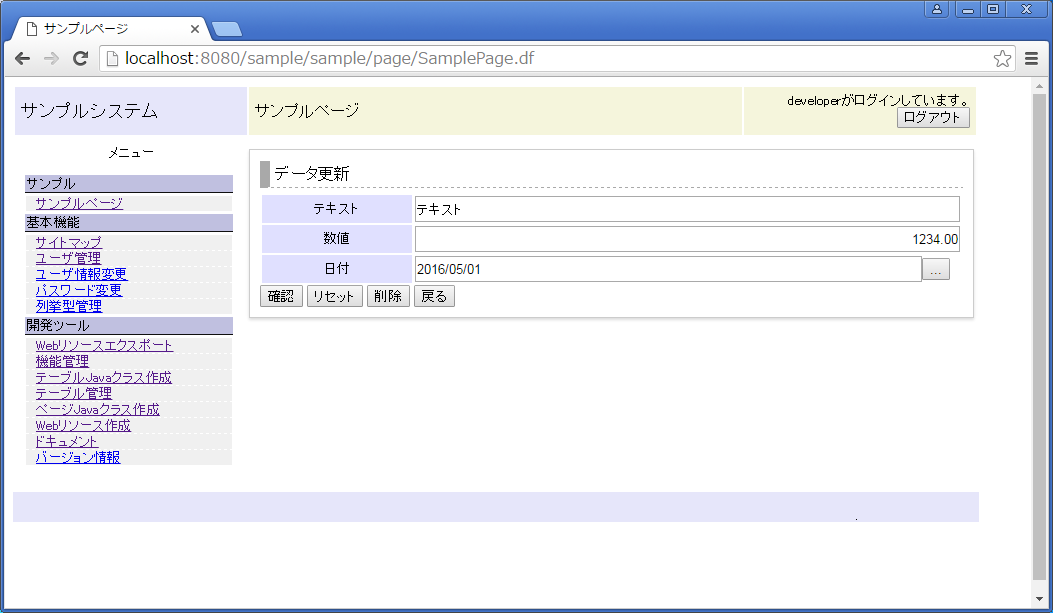 サンプルページ
localhost:8080/sample/sample/page/SamplePage.df
サンプルシステム
サンプルページ
developerがログインしています。
ログアウト
メニュー
サンプル
サンプルページ
基本機能
サイトマップ
ユーザ管理
ユーザ情報変更
パスワード変更
列挙型管理
開発ツール
Webリソースエクスポート
機能管理
テーブルJavaクラス作成
テーブル管理
ページJavaクラス作成
Webリソース作成
ドキュメント
バージョン情報
データ更新
テキスト テキスト
数値 1234.00
日付 2016/05/01 ...
確認 リセット 削除 戻る